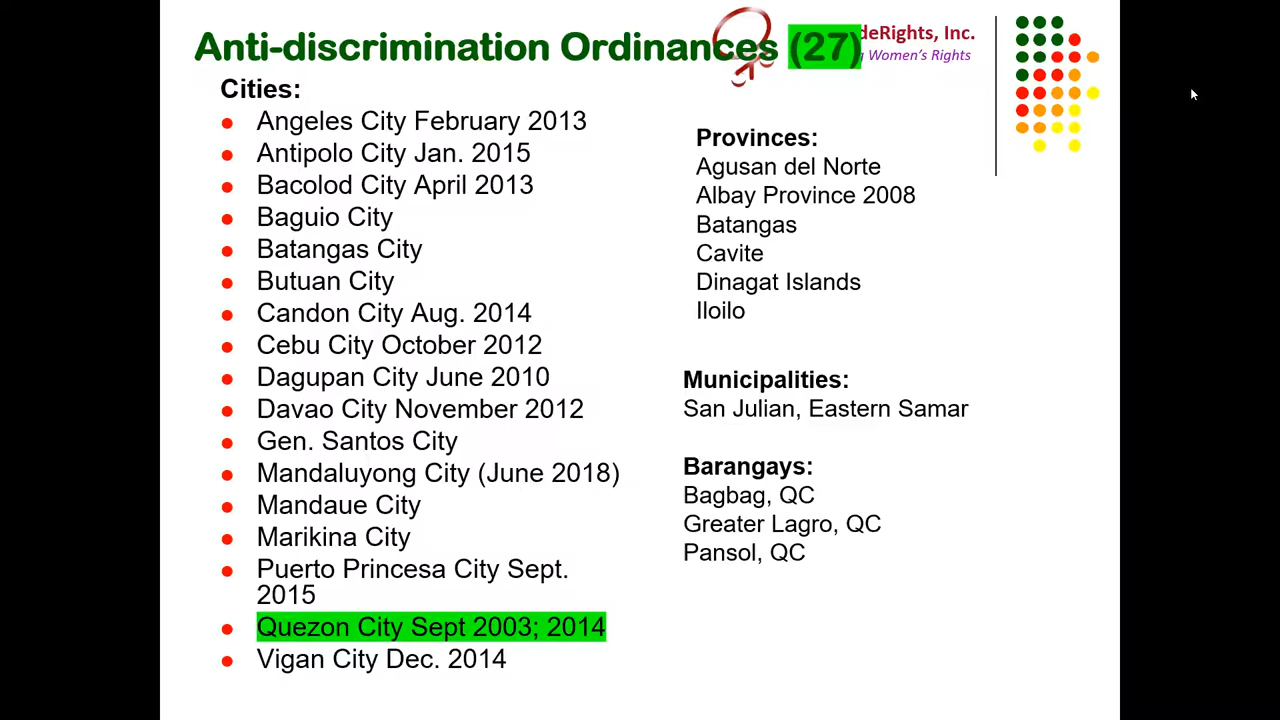 Anti-discrimination Ordinances (27)
deRights, Inc.
Women's Rights
Cities:
Angeles City February 2013
Antipolo City Jan. 2015
Bacolod City April 2013
Baguio City
Batangas City
Butuan City
Candon City Aug. 2014
Cebu City October 2012
Dagupan City June 2010
Davao City November 2012
Gen. Santos City
Mandaluyong City (June 2018)
Mandaue City
Marikina City
Puerto Princesa City Sept.
2015
Quezon City Sept 2003; 2014
Vigan City Dec. 2014
Provinces:
Agusan del Norte
Albay Province 2008
Batangas
Cavite
Dinagat Islands
Iloilo
Municipalities:
San Julian, Eastern Samar
Barangays:
Bagbag, QC
Greater Lagro, QC
Pansol, QC